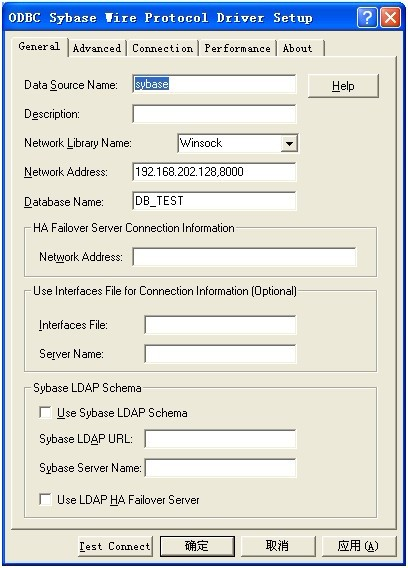 ODBC Sybase Wire Protocol Driver Setup
General Advanced Connection Performance About
Data Source Name: sybase Help
Description:
Network Library Name: Winsock
Network Address: 192.168.202.128,8000
Database Name: DB_TEST
HA Failover Server Connection Information
Network Address:
Use Interfaces File for Connection Information (Optional)
Interfaces File:
Server Name:
Sybase LDAP Schema
Use Sybase LDAP Schema
Sybase LDAP URL:
Sybase Server Name:
Use LDAP HA Failover Server
Test Connect 确定 取消 应用(A)